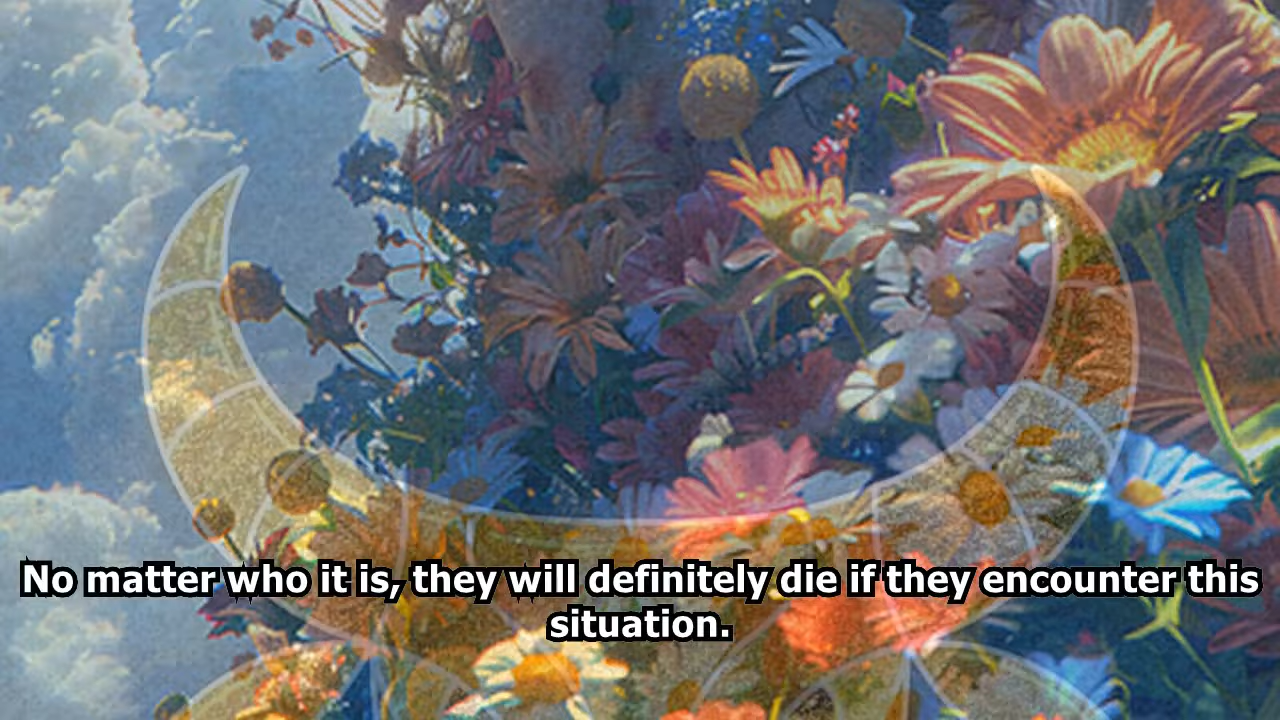 No matter who it is, they will definitely die if they encounter this
situation.